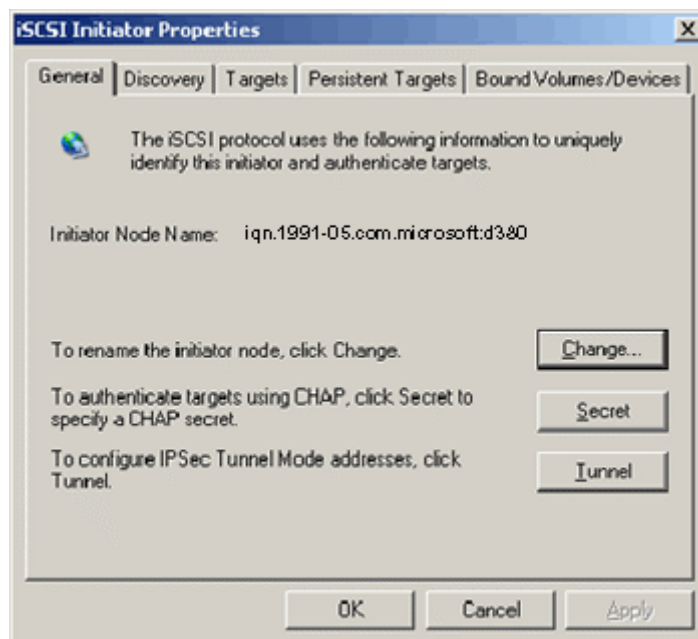 iSCSI Initiator Properties
General Discovery Targets Persistent Targets Bound Volumes/Devices
The iSCSI protocol uses the following information to uniquely
identify this initiator and authenticate targets.
Initiator Node Name: iqn.1991-05.com.microsoft:d380
To rename the initiator node, click Change.
Change...
To authenticate targets using CHAP, click Secret to
specify a CHAP secret.
Secret
To configure IPSec Tunnel Mode addresses, click
Tunnel.
Tunnel
OK Cancel Apply